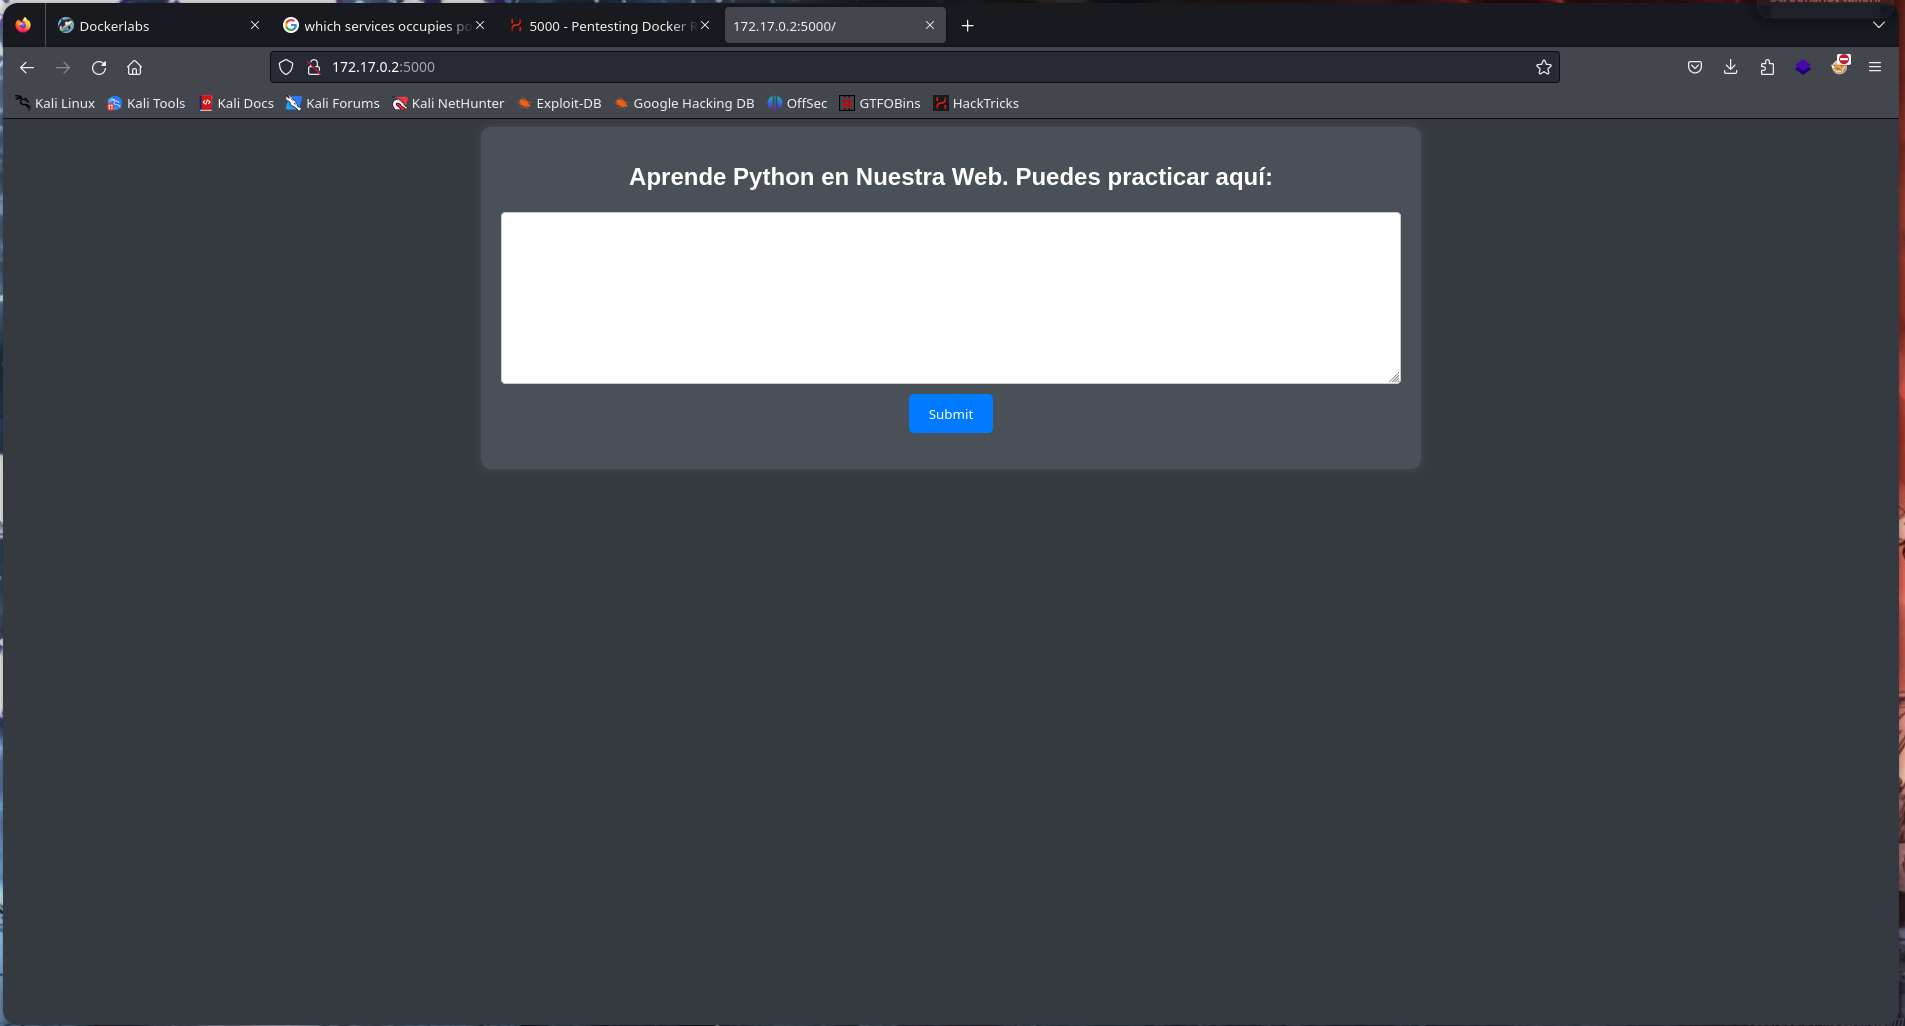 Dockerlabs
which services occupies po
5000 - Pentesting Docker R
172.17.0.2:5000/
172.17.0.2:5000
Kali Linux
Kali Tools
Kali Docs
Kali Forums
Kali NetHunter
Exploit-DB
Google Hacking DB
OffSec
GTFOBins
HackTricks
Aprende Python en Nuestra Web. Puedes practicar aquí:
Submit